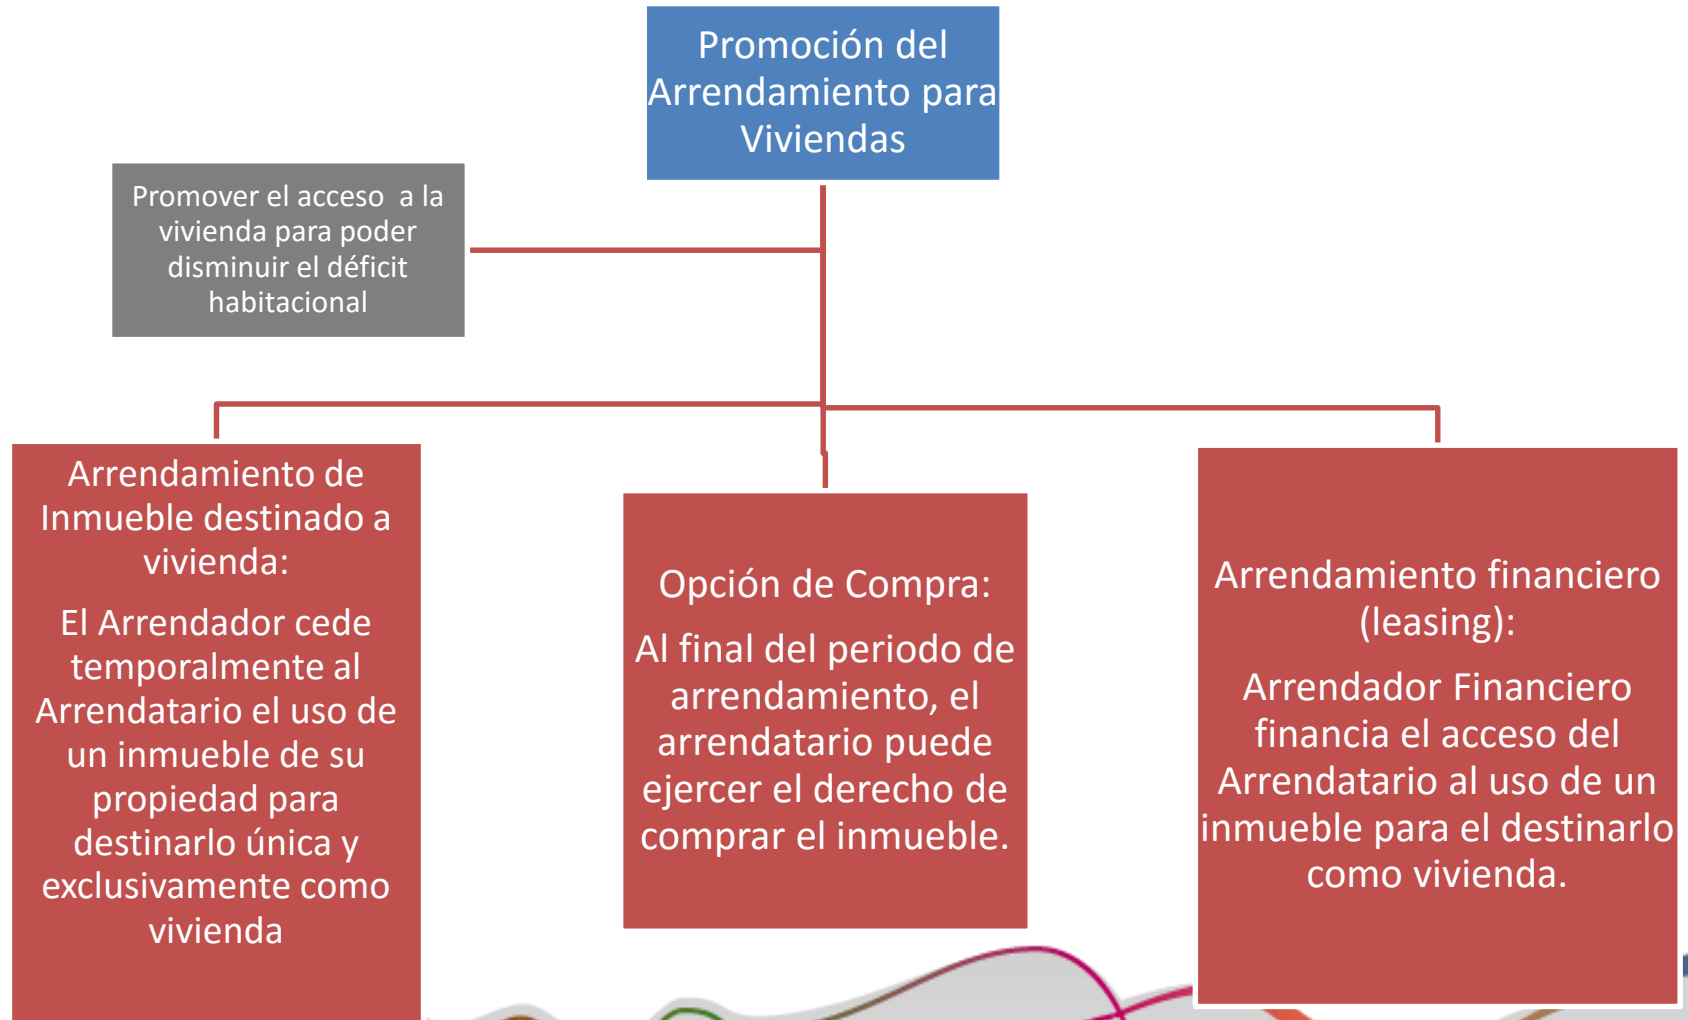 Promoción del
Arrendamiento para
Viviendas
Promover el acceso a la
vivienda para poder
disminuir el déficit
habitacional
Arrendamiento de
Inmueble destinado a
vivienda:
El Arrendador cede
temporalmente al
Arrendatario el uso de
un inmueble de su
propiedad para
destinarlo única y
exclusivamente como
vivienda
Opción de Compra:
Al final del periodo de
arrendamiento, el
arrendatario puede
ejercer el derecho de
comprar el inmueble.
Arrendamiento financiero
(leasing):
Arrendador Financiero
financia el acceso del
Arrendatario al uso de un
inmueble para el destinarlo
como vivienda.